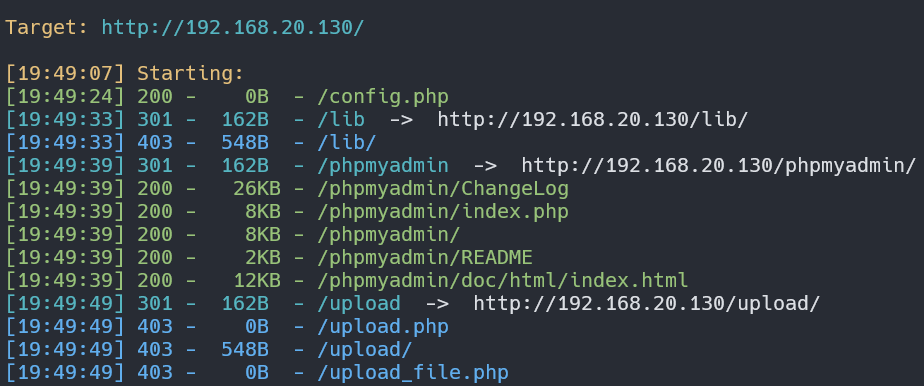 Target: http://192.168.20.130/
[19:49:07] Starting:
[19:49:24] 200 -    0B  - /config.php
[19:49:33] 301 -  162B  - /lib  ->  http://192.168.20.130/lib/
[19:49:33] 403 -  548B  - /lib/
[19:49:39] 301 -  162B  - /phpmyadmin  ->  http://192.168.20.130/phpmyadmin/
[19:49:39] 200 -   26KB - /phpmyadmin/ChangeLog
[19:49:39] 200 -    8KB - /phpmyadmin/index.php
[19:49:39] 200 -    8KB - /phpmyadmin/
[19:49:39] 200 -    2KB - /phpmyadmin/README
[19:49:39] 200 -   12KB - /phpmyadmin/doc/html/index.html
[19:49:49] 301 -  162B  - /upload  ->  http://192.168.20.130/upload/
[19:49:49] 403 -    0B  - /upload.php
[19:49:49] 403 -  548B  - /upload/
[19:49:49] 403 -    0B  - /upload_file.php